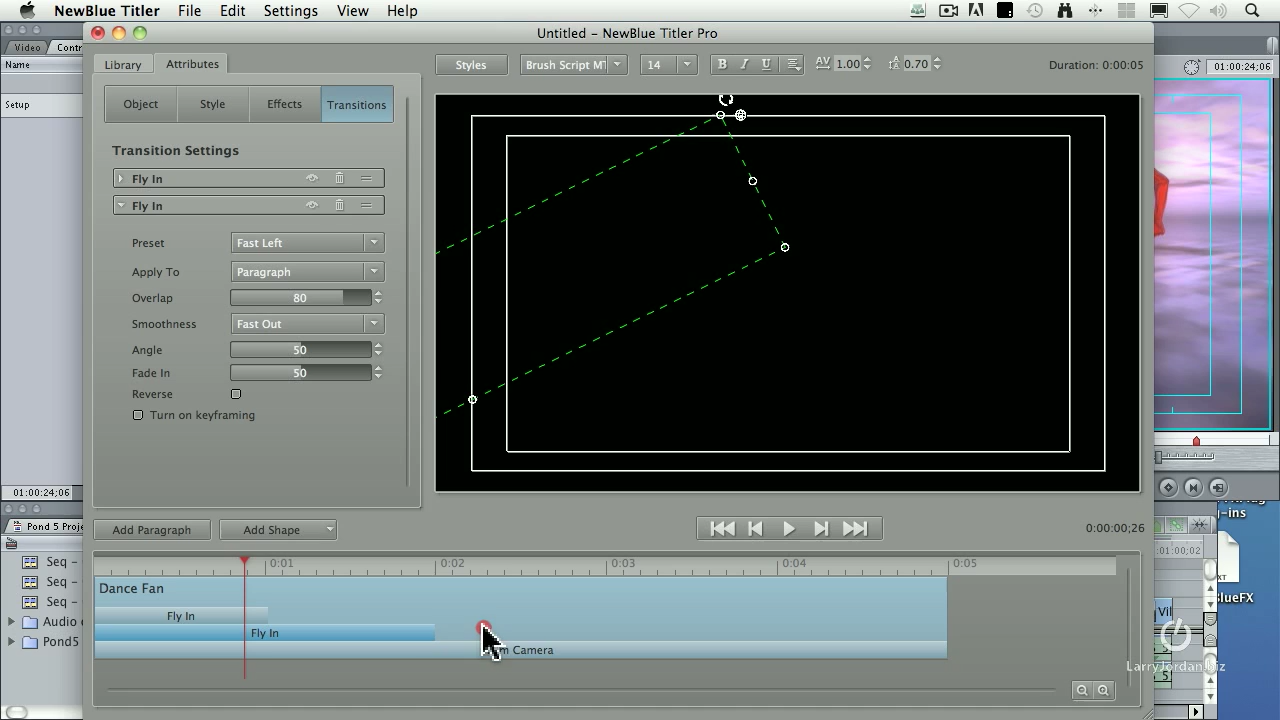 NewBlue Titler File Edit Settings View Help
Untitled – NewBlue Titler Pro
Video Contr
Name
Setup
01:00:24;06
Library Attributes
Styles Brush Script MT 14 B I U AV 1.00 0.70 Duration: 0:00:05
01:00:24;06
Object Style Effects Transitions
Transition Settings
Fly In
Fly In
Preset Fast Left
Apply To Paragraph
Overlap 80
Smoothness Fast Out
Angle 50
Fade In 50
Reverse
Turn on keyframing
Add Paragraph Add Shape 0:00:00;26
Pond 5 Proje
Seq –
Seq –
Seq –
Audio
Pond5
0:01 0:02 0:03 0:04 0:05
Dance Fan
Fly In
Fly In
Camera
-ins
01:00:02
XT
BlueFX
Vil
LarryJordan.biz